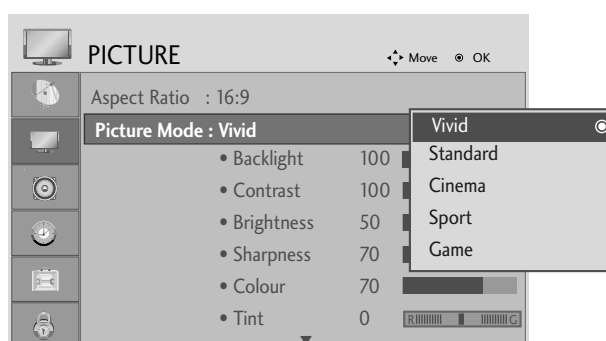 PICTURE
Move OK
Aspect Ratio : 16:9
Picture Mode : Vivid
• Backlight 100
• Contrast 100
• Brightness 50
• Sharpness 70
• Colour 70
• Tint 0 R G
Vivid
Standard
Cinema
Sport
Game